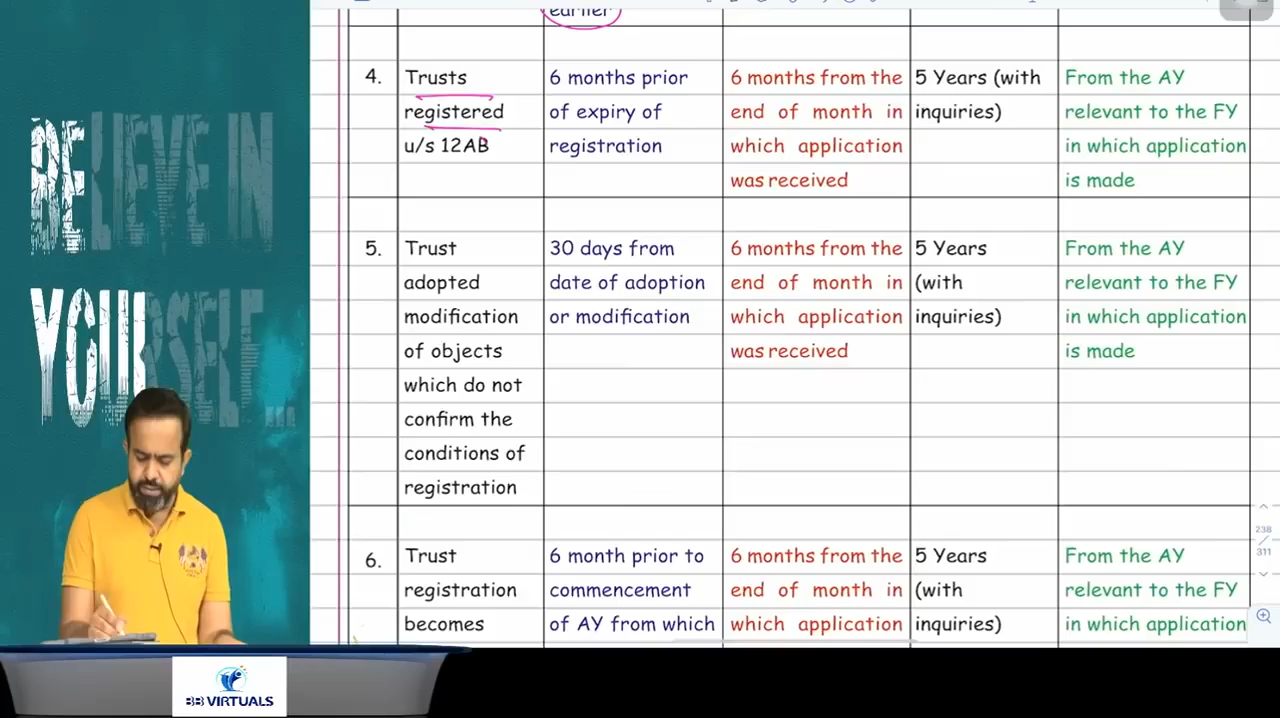 BELIEVE IN
YOURSELF...
earlier
4.
Trusts
registered
u/s 12AB
6 months prior
of expiry of
registration
6 months from the
end of month in
which application
was received
5 Years (with
inquiries)
From the AY
relevant to the FY
in which application
is made
5.
Trust
adopted
modification
of objects
which do not
confirm the
conditions of
registration
30 days from
date of adoption
or modification
6 months from the
end of month in
which application
was received
5 Years
(with
inquiries)
From the AY
relevant to the FY
in which application
is made
6.
Trust
registration
becomes
6 month prior to
commencement
of AY from which
6 months from the
end of month in
which application
5 Years
(with
inquiries)
From the AY
relevant to the FY
in which application
238
311
BB VIRTUALS